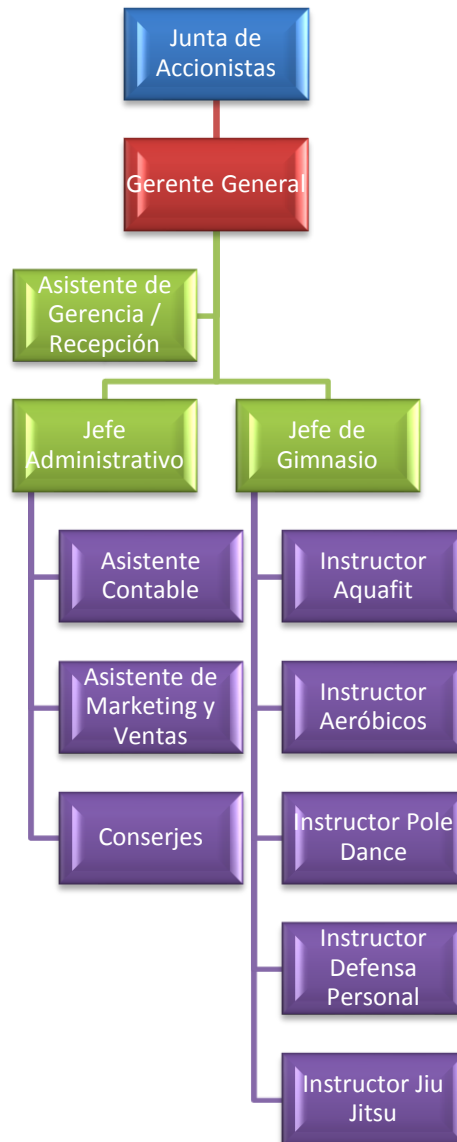 Junta de
Accionistas
Gerente General
Asistente de
Gerencia /
Recepción
Jefe
Administrativo
Jefe de
Gimnasio
Asistente
Contable
Instructor
Aquafit
Asistente de
Marketing y
Ventas
Instructor
Aeróbicos
Conserjes
Instructor Pole
Dance
Instructor
Defensa
Personal
Instructor Jiu
Jitsu